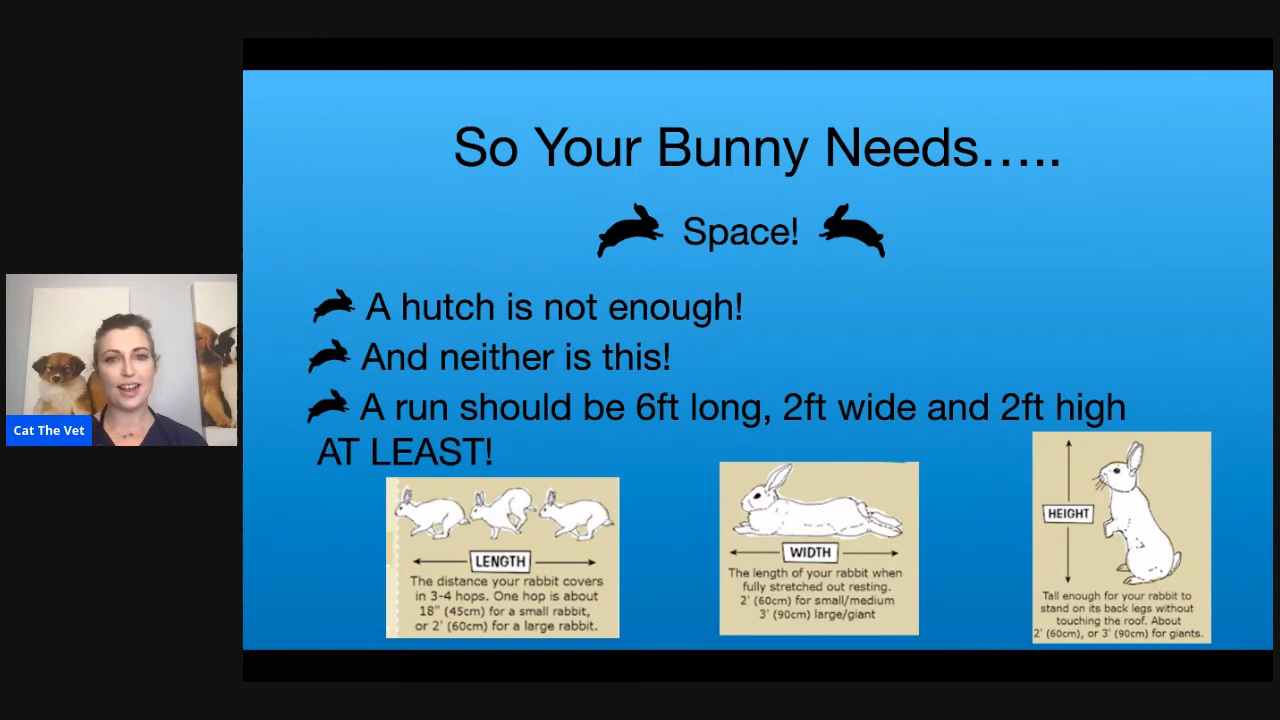 So Your Bunny Needs.....
Space!
A hutch is not enough!
And neither is this!
A run should be 6ft long, 2ft wide and 2ft high
AT LEAST!
Cat The Vet
LENGTH
The distance your rabbit covers
in 3-4 hops. One hop is about
18" (45cm) for a small rabbit,
or 2' (60cm) for a large rabbit.
WIDTH
The length of your rabbit when
fully stretched out resting.
2' (60cm) for small/medium
3' (90cm) large/giant
HEIGHT
Tall enough for your rabbit to
stand on its back legs without
touching the roof. About
2' (60cm), or 3' (90cm) for giants.